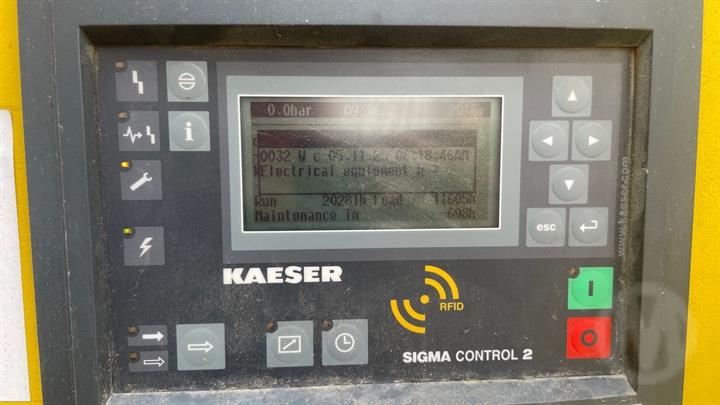 0.0bar
0032 W c
Electrical equipment
Run 20281h Load 11605h
Maintenance in 698h
esc
KAESER
RFID
SIGMA CONTROL 2
www.kaeser.com